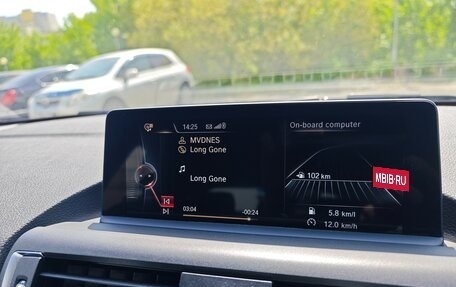 14:25
MVDNES
Long Gone
Long Gone
03:04
-00:24
On-board computer
102 km
MBIB·RU
5.8 km/l
12.0 km/h